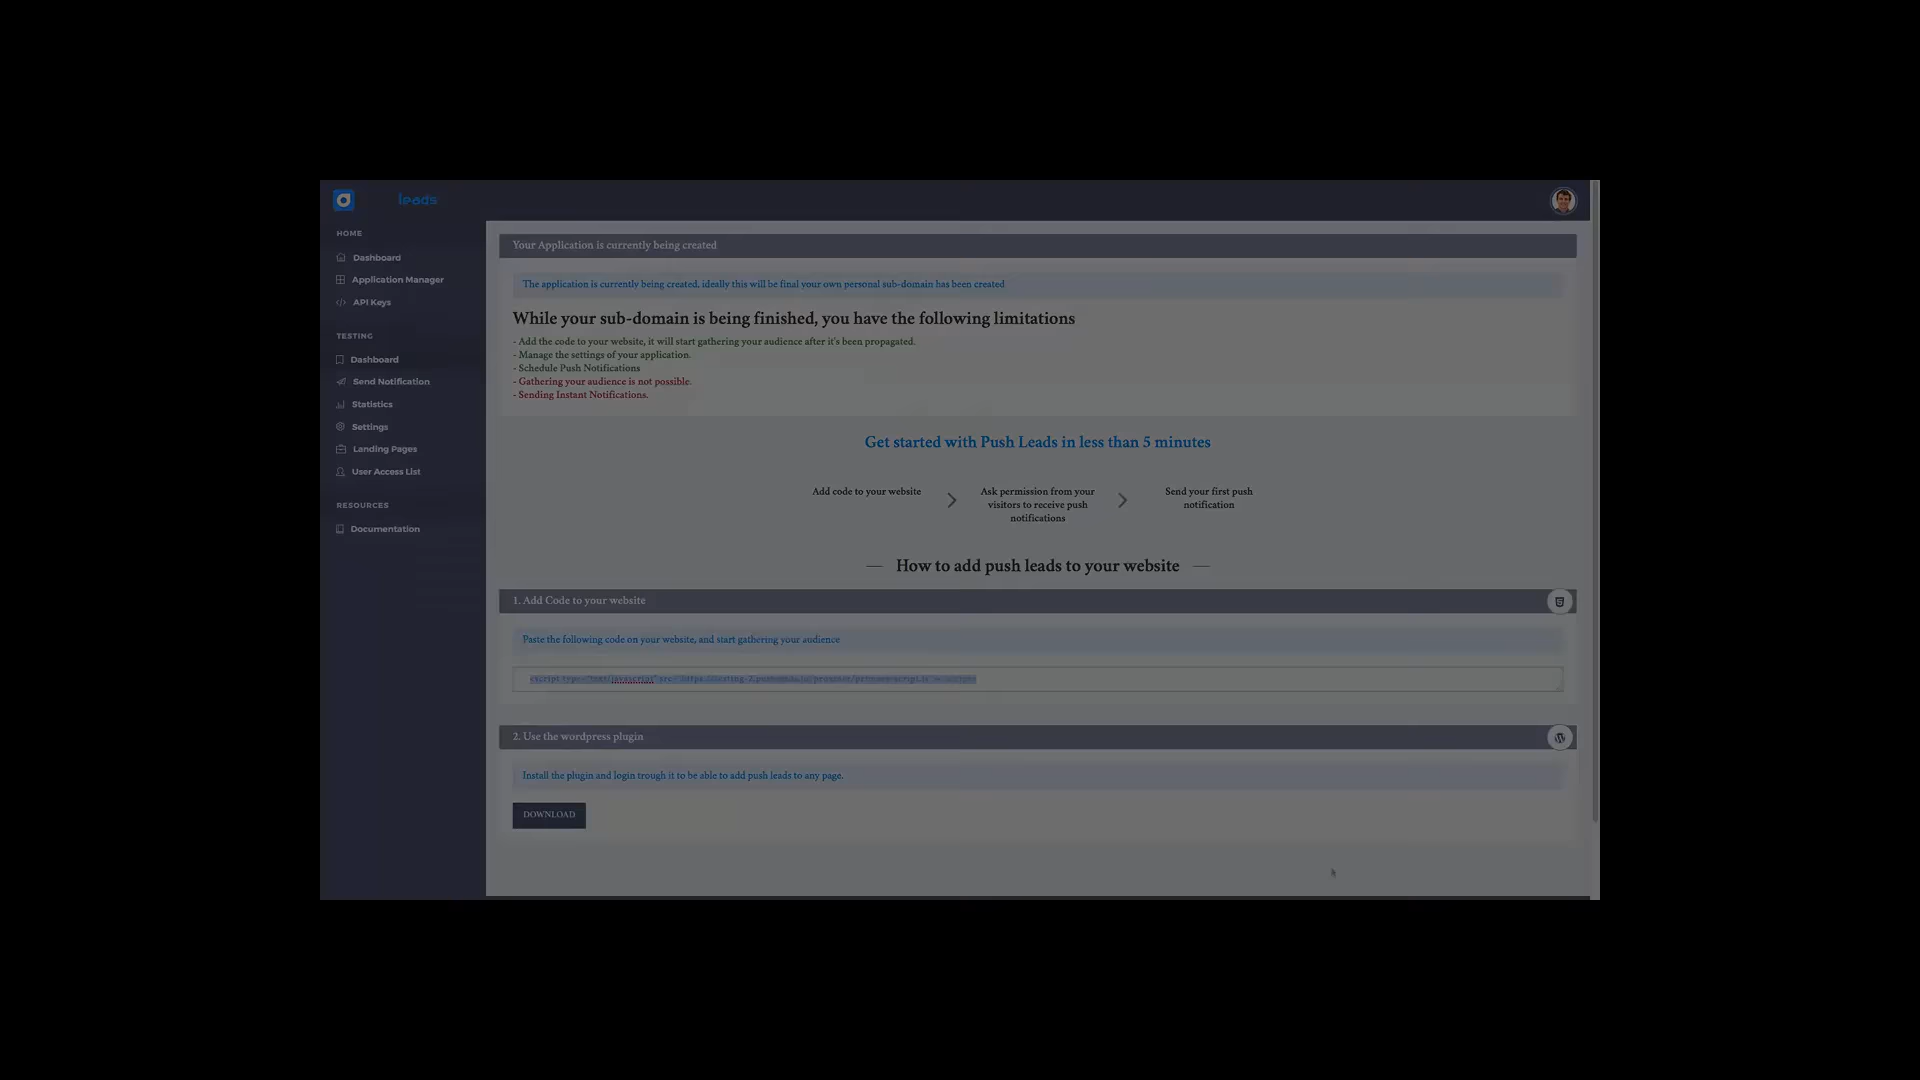 leads
HOME
Dashboard
Application Manager
API Keys
TESTING
Dashboard
Send Notification
Statistics
Settings
Landing Pages
User Access List
RESOURCES
Documentation
Your Application is currently being created
The application is currently being created, ideally this will be final your own personal sub-domain has been created
While your sub-domain is being finished, you have the following limitations
- Add the code to your website, it will start gathering your audience after it's been propagated.
- Manage the settings of your application.
- Schedule Push Notifications
- Gathering your audience is not possible.
- Sending Instant Notifications.
Get started with Push Leads in less than 5 minutes
Add code to your website
Ask permission from your
visitors to receive push
notifications
Send your first push
notification
How to add push leads to your website
1. Add Code to your website
Paste the following code on your website, and start gathering your audience
<script type="text/javascript"
2. Use the wordpress plugin
Install the plugin and login trough it to be able to add push leads to any page.
DOWNLOAD